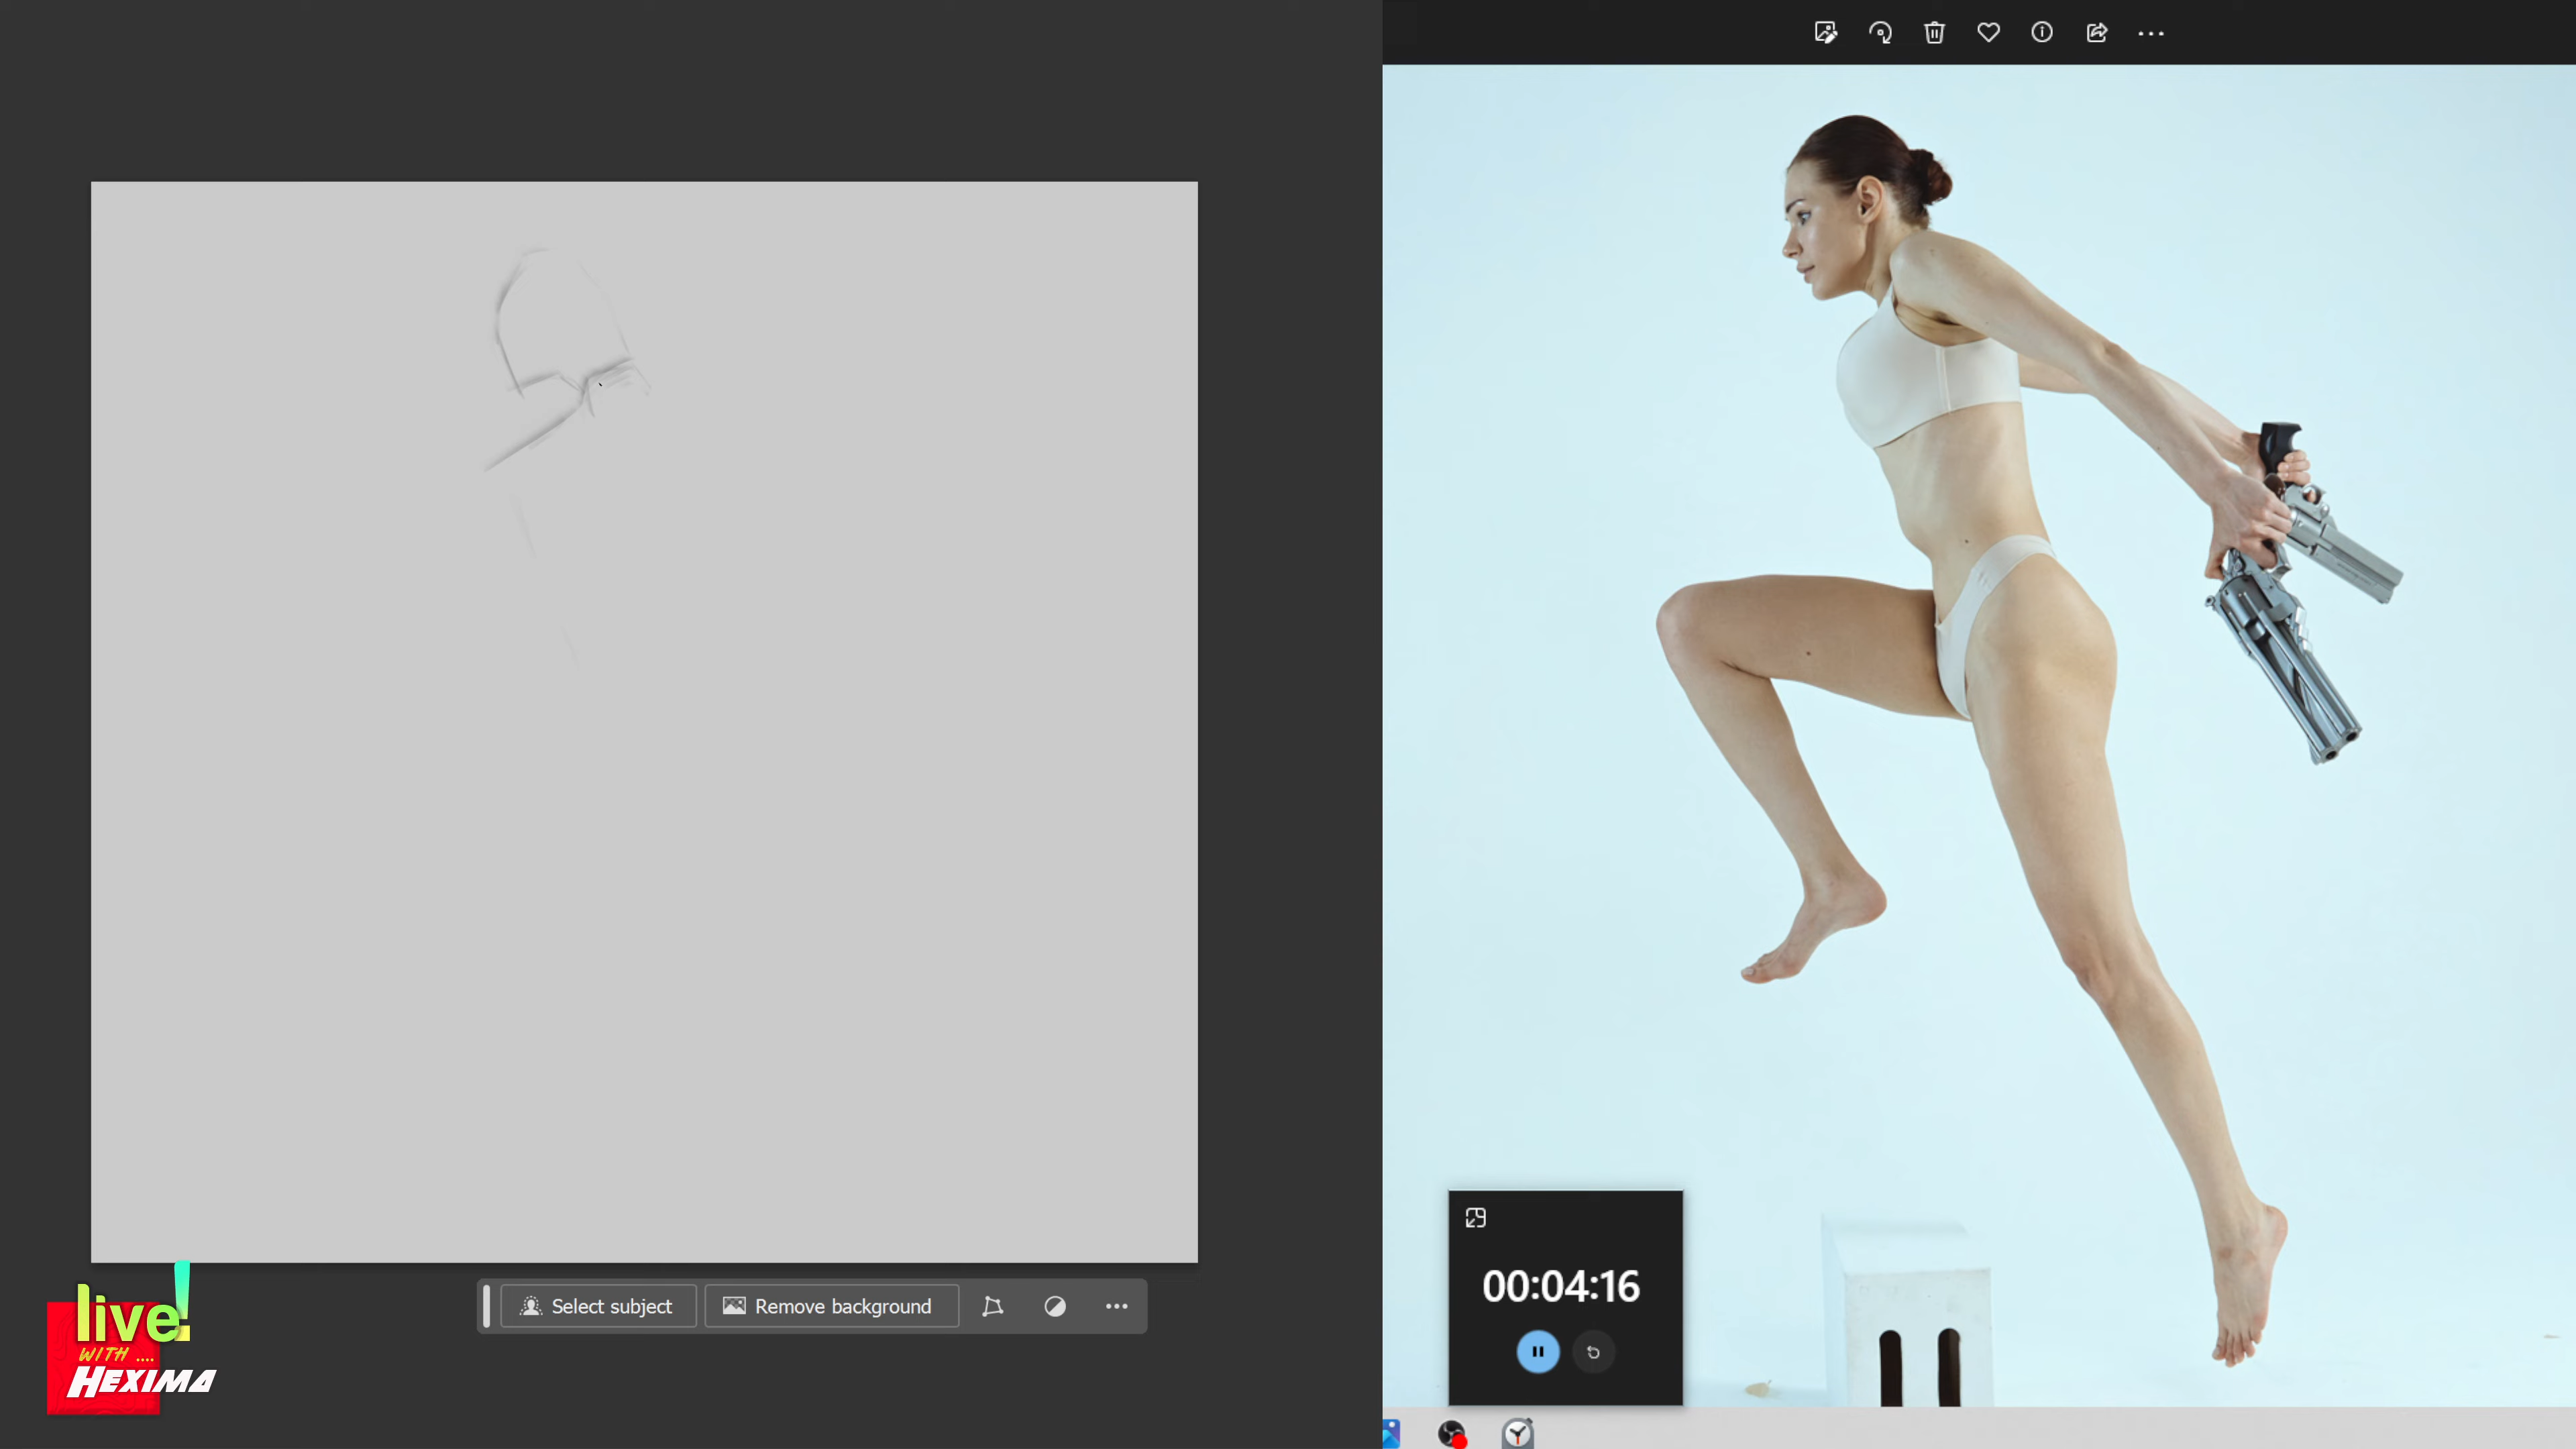 live!
WITH ....
HEXIMA
Select subject
Remove background
00:04:16